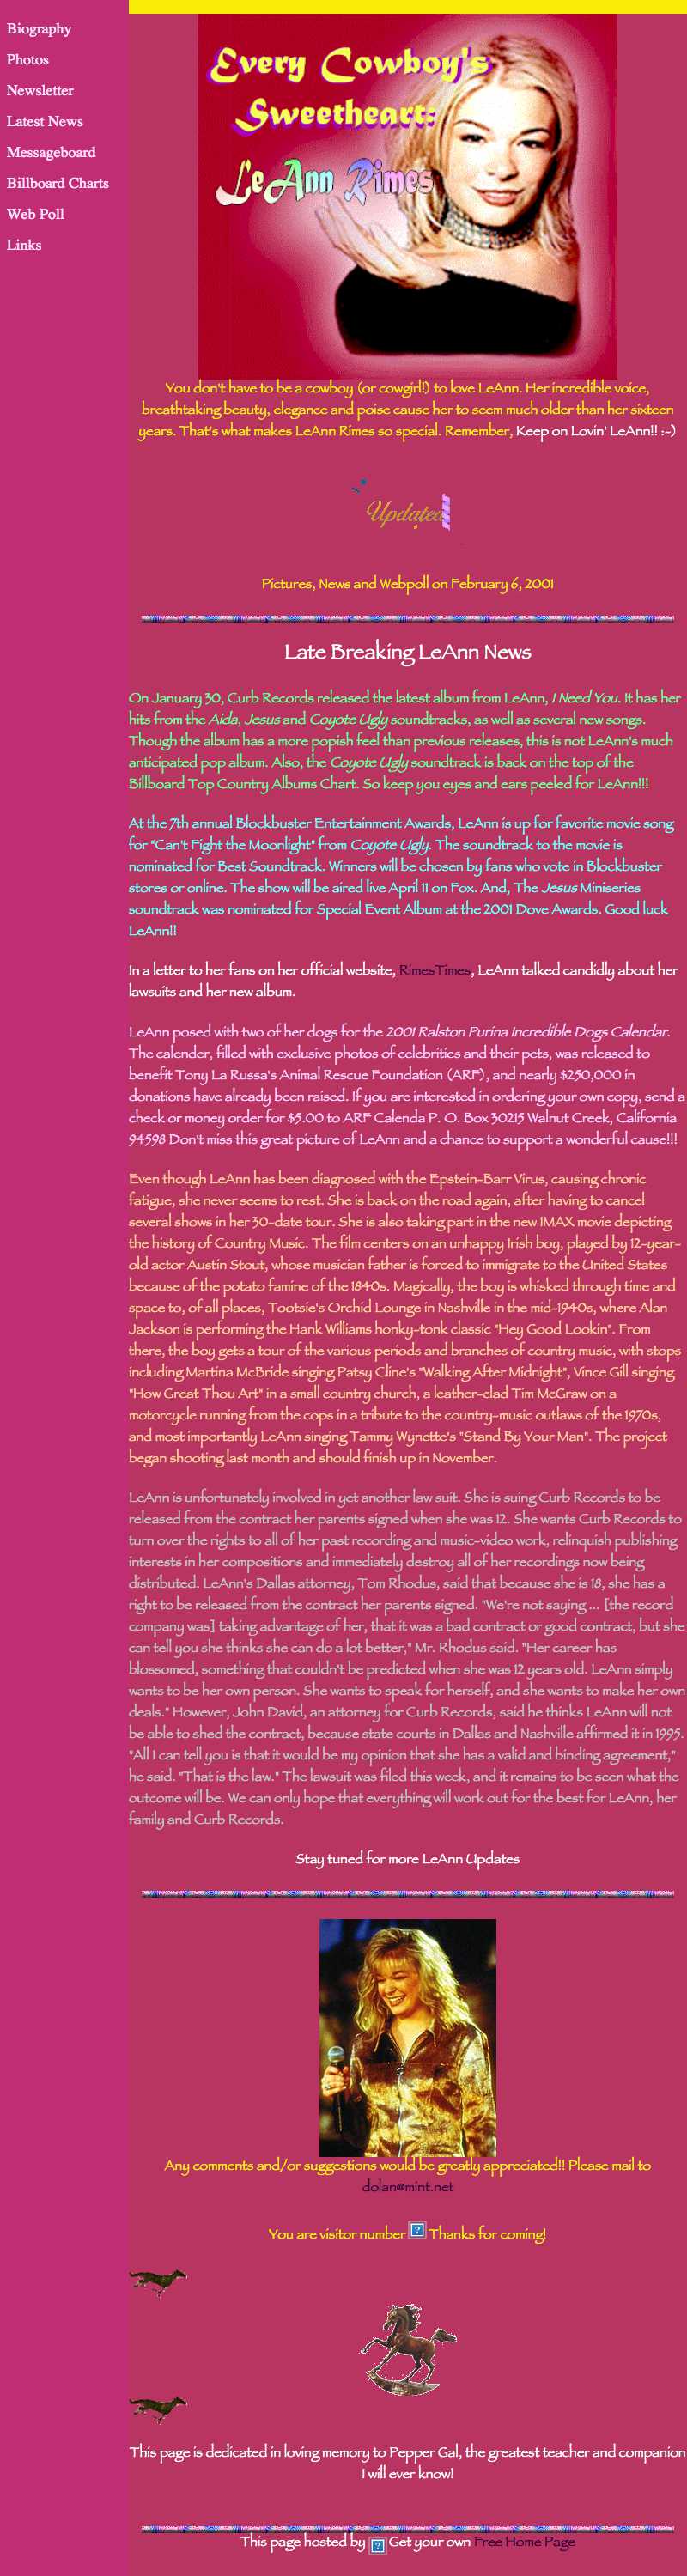 Biography
Photos
Newsletter
Latest News
Messageboard
Billboard Charts
Web Poll
Links
Every Cowboy's
Sweetheart:
LeAnn Rimes
You don't have to be a cowboy (or cowgirl!) to love LeAnn. Her incredible voice,
breathtaking beauty, elegance and poise cause her to seem much older than her sixteen
years. That's what makes LeAnn Rimes so special. Remember, Keep on Lovin' LeAnn!! :-)
Updated
Pictures, News and Webpoll on February 6, 2001
Late Breaking LeAnn News
On January 30, Curb Records released the latest album from LeAnn, I Need You. It has her
hits from the Aida, Jesus and Coyote Ugly soundtracks, as well as several new songs.
Though the album has a more popish feel than previous releases, this is not LeAnn's much
anticipated pop album. Also, the Coyote Ugly soundtrack is back on the top of the
Billboard Top Country Albums Chart. So keep you eyes and ears peeled for LeAnn!!!
At the 7th annual Blockbuster Entertainment Awards, LeAnn is up for favorite movie song
for "Can't Fight the Moonlight" from Coyote Ugly. The soundtrack to the movie is
nominated for Best Soundtrack. Winners will be chosen by fans who vote in Blockbuster
stores or online. The show will be aired live April 11 on Fox. And, The Jesus Miniseries
soundtrack was nominated for Special Event Album at the 2001 Dove Awards. Good luck
LeAnn!!
In a letter to her fans on her official website, RimesTimes, LeAnn talked candidly about her
lawsuits and her new album.
LeAnn posed with two of her dogs for the 2001 Ralston Purina Incredible Dogs Calendar.
The calender, filled with exclusive photos of celebrities and their pets, was released to
benefit Tony La Russa's Animal Rescue Foundation (ARF), and nearly $250,000 in
donations have already been raised. If you are interested in ordering your own copy, send a
check or money order for $5.00 to ARF Calenda P. O. Box 30215 Walnut Creek, California
94598 Don't miss this great picture of LeAnn and a chance to support a wonderful cause!!!
Even though LeAnn has been diagnosed with the Epstein-Barr Virus, causing chronic
fatigue, she never seems to rest. She is back on the road again, after having to cancel
several shows in her 30-date tour. She is also taking part in the new IMAX movie depicting
the history of Country Music. The film centers on an unhappy Irish boy, played by 12-year-
old actor Austin Stout, whose musician father is forced to immigrate to the United States
because of the potato famine of the 1840s. Magically, the boy is whisked through time and
space to, of all places, Tootsie's Orchid Lounge in Nashville in the mid-1940s, where Alan
Jackson is performing the Hank Williams honky-tonk classic "Hey Good Lookin". From
there, the boy gets a tour of the various periods and branches of country music, with stops
including Martina McBride singing Patsy Cline's "Walking After Midnight", Vince Gill singing
"How Great Thou Art" in a small country church, a leather-clad Tim McGraw on a
motorcycle running from the cops in a tribute to the country-music outlaws of the 1970s,
and most importantly LeAnn singing Tammy Wynette's "Stand By Your Man". The project
began shooting last month and should finish up in November.
LeAnn is unfortunately involved in yet another law suit. She is suing Curb Records to be
released from the contract her parents signed when she was 12. She wants Curb Records to
turn over the rights to all of her past recording and music-video work, relinquish publishing
interests in her compositions and immediately destroy all of her recordings now being
distributed. LeAnn's Dallas attorney, Tom Rhodus, said that because she is 18, she has a
right to be released from the contract her parents signed. "We're not saying ... [the record
company was] taking advantage of her, that it was a bad contract or good contract, but she
can tell you she thinks she can do a lot better," Mr. Rhodus said. "Her career has
blossomed, something that couldn't be predicted when she was 12 years old. LeAnn simply
wants to be her own person. She wants to speak for herself, and she wants to make her own
deals." However, John David, an attorney for Curb Records, said he thinks LeAnn will not
be able to shed the contract, because state courts in Dallas and Nashville affirmed it in 1995.
"All I can tell you is that it would be my opinion that she has a valid and binding agreement,"
he said. "That is the law." The lawsuit was filed this week, and it remains to be seen what the
outcome will be. We can only hope that everything will work out for the best for LeAnn, her
family and Curb Records.
Stay tuned for more LeAnn Updates
Any comments and/or suggestions would be greatly appreciated!! Please mail to
dolan@mint.net
You are visitor number Thanks for coming!
This page is dedicated in loving memory to Pepper Gal, the greatest teacher and companion
I will ever know!
This page hosted by Get your own Free Home Page